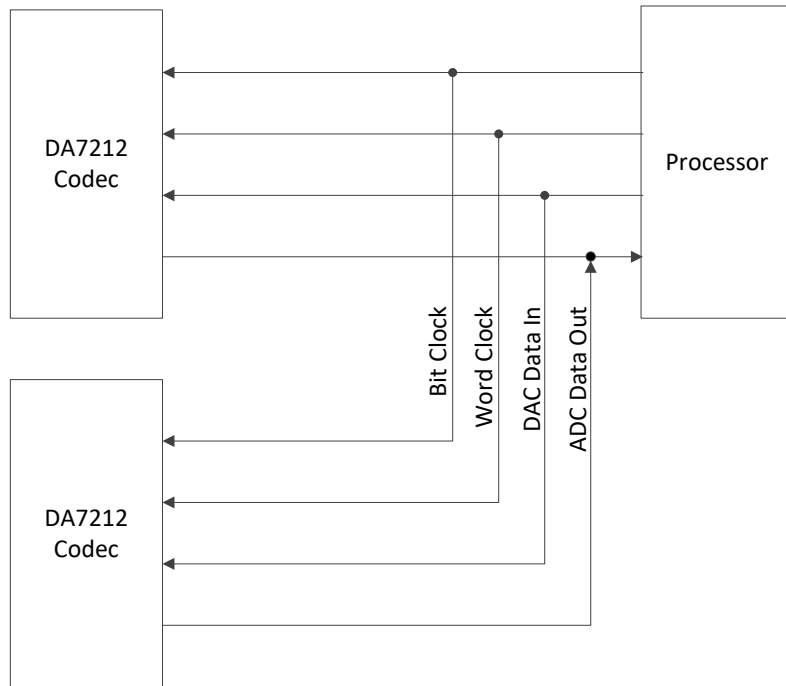 DA7212
Codec
Processor
Bit Clock
Word Clock
DAC Data In
ADC Data Out
DA7212
Codec